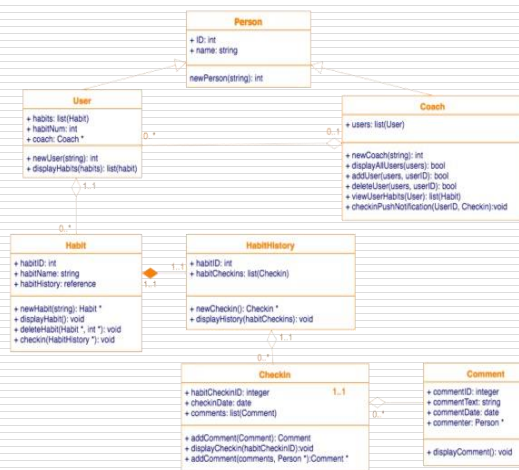 Person
+ ID: int
+ name: string
newPerson(string): int
User
+ habits: list(Habit)
+ habitNum: int
+ coach: Coach *
+ newUser(string): int
+ displayHabits(habits): list(habit)
Coach
+ users: list(User)
+ newCoach(string): int
+ displayAllUsers(users): bool
+ addUser(users, userID): bool
+ deleteUser(users, userID): bool
+ viewUserHabits(User): list(Habit)
+ checkinPushNotification(UserID, Checkin):void
0..*
0..1
1..1
0..*
Habit
+ habitID: int
+ habitName: string
+ habitHistory: reference
+ newHabit(string): Habit *
+ displayHabit(): void
+ deleteHabit(Habit *, int *): void
+ checkin(HabitHistory *): void
1..1
1..1
HabitHistory
+ habitID: int
+ habitCheckins: list(Checkin)
+ newCheckin(): Checkin *
+ displayHistory(habitCheckins): void
1..1
0..*
Checkin
+ habitCheckinID: integer
+ checkinDate: date
+ comments: list(Comment)
+ addComment(Comment): Comment
+ displayCheckin(habitCheckinID):void
+ addComment(comments, Person *):Comment *
1..1
0..*
Comment
+ commentID: integer
+ commentText: string
+ commentDate: date
+ commenter: Person *
+ displayComment(): void